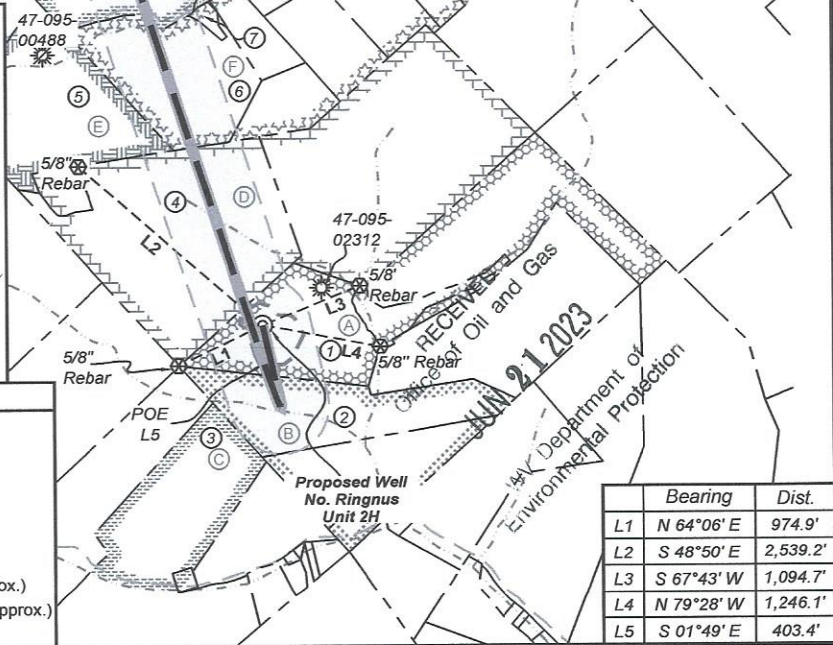 47-095-
00488
7
F
5
6
E
5/8"
Rebar
4
D
47-095-
02312
L2
5/8'
Rebar
L3
A
L1
1
L4
5/8" Rebar
5/8"
Rebar
POE
L5
2
3
B
C
Proposed Well
No. Ringnus
Unit 2H
RECEIVED
Office of Oil and Gas
JUN 21 2023
WV Department of
Environmental Protection
Bearing Dist.
L1 N 64°06' E 974.9'
L2 S 48°50' E 2,539.2'
L3 S 67°43' W 1,094.7'
L4 N 79°28' W 1,246.1'
L5 S 01°49' E 403.4'
ox.)
pprox.)